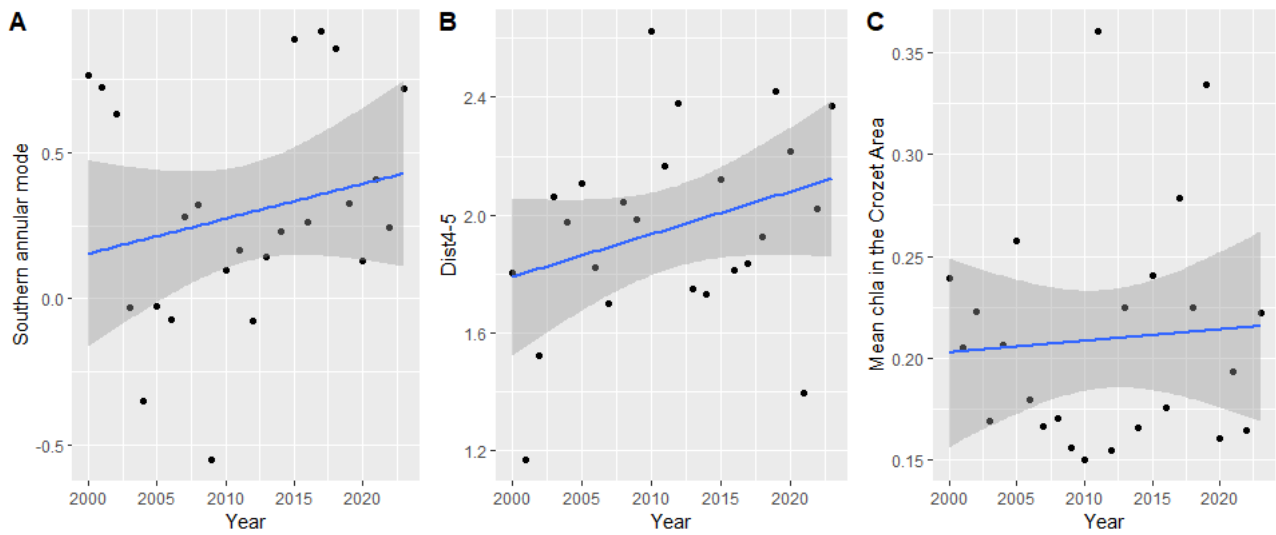 A
Southern annular mode
0.5
0.0
-0.5
2000 2005 2010 2015 2020
Year
B
Dist4-5
2.4
2.0
1.6
1.2
2000 2005 2010 2015 2020
Year
C
Mean chla in the Crozet Area
0.35
0.30
0.25
0.20
0.15
2000 2005 2010 2015 2020
Year